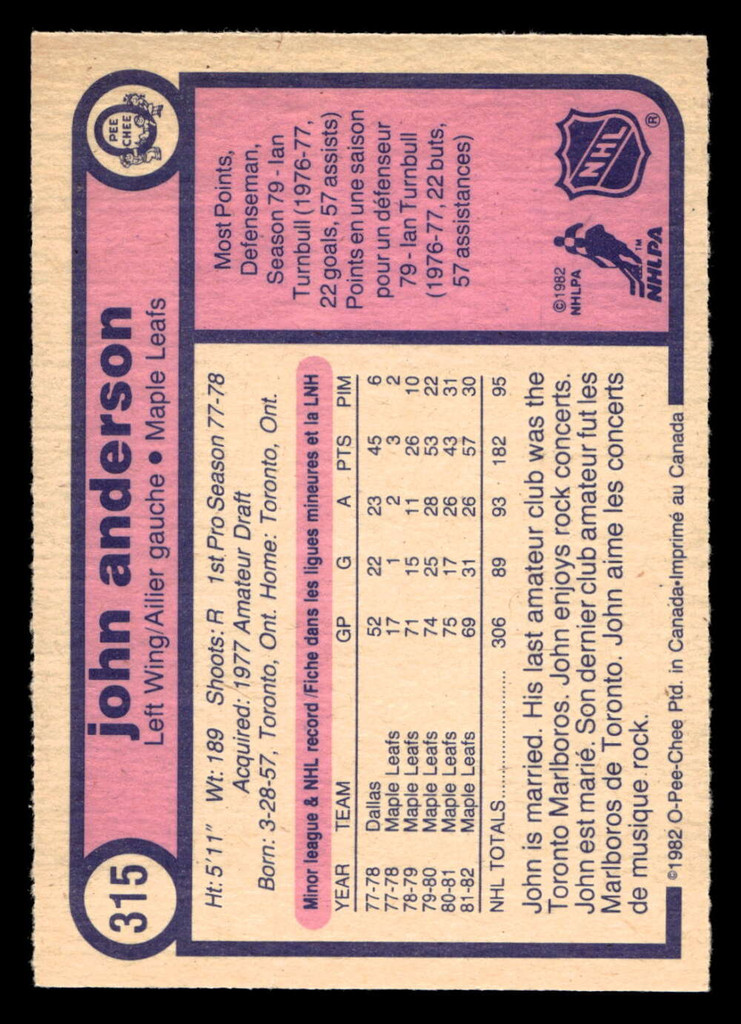 315
OPEE CHEE
john anderson
Left Wing/Ailier gauche • Maple Leafs
Ht: 5'11" Wt: 189 Shoots: R 1st Pro Season 77-78
Acquired: 1977 Amateur Draft
Born: 3-28-57, Toronto, Ont. Home: Toronto, Ont.
Minor league & NHL record/Fiche dans les ligues mineures et la LNH
YEAR TEAM GP G A PTS PIM
77-78 Dallas 52 22 23 45 6
77-78 Maple Leafs 17 1 2 3 2
78-79 Maple Leafs 71 15 11 26 10
79-80 Maple Leafs 74 25 28 53 22
80-81 Maple Leafs 75 17 26 43 31
81-82 Maple Leafs 69 31 26 57 30
NHL TOTALS.......................... 306 89 93 182 95
John is married. His last amateur club was the
Toronto Marlboros. John enjoys rock concerts.
John est marié. Son dernier club amateur fut les
Marlboros de Toronto. John aime les concerts
de musique rock.
Most Points,
Defenseman,
Season 79 - Ian
Turnbull (1976-77,
22 goals, 57 assists)
Points en une saison
pour un défenseur
79 - Ian Turnbull
(1976-77, 22 buts,
57 assistances)
©1982
NHLPA
NHLPA ™
NHL ®
©1982 O-Pee-Chee Ptd. in Canada•Imprimé au Canada